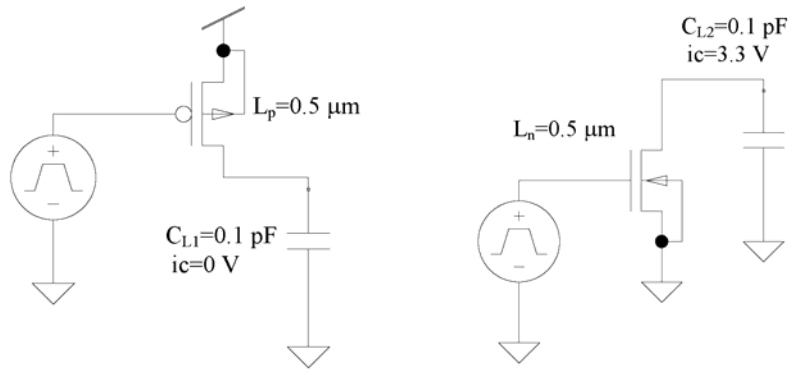 Lp=0.5 μm
CL1=0.1 pF
ic=0 V
CL2=0.1 pF
ic=3.3 V
Ln=0.5 μm